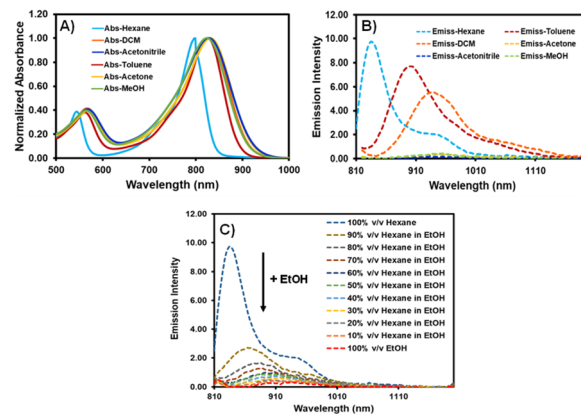 A)
Abs-Hexane
Abs-DCM
Abs-Acetonitrile
Abs-Toluene
Abs-Acetone
Abs-MeOH
Normalized Absorbance
1.20
1.00
0.80
0.60
0.40
0.20
0.00
500 600 700 800 900 1000
Wavelength (nm)
B)
Emiss-Hexane Emiss-Toluene
Emiss-DCM Emiss-Acetone
Emiss-Acetonitrile Emiss-MeOH
Emission Intensity
12.00
10.00
8.00
6.00
4.00
2.00
0.00
810 910 1010 1110
Wavelength (nm)
C)
100% v/v Hexane
90% v/v Hexane in EtOH
80% v/v Hexane in EtOH
70% v/v Hexane in EtOH
60% v/v Hexane in EtOH
50% v/v Hexane in EtOH
40% v/v Hexane in EtOH
30% v/v Hexane in EtOH
20% v/v Hexane in EtOH
10% v/v Hexane in EtOH
100% v/v EtOH
+ EtOH
Emission Intensity
12.00
10.00
8.00
6.00
4.00
2.00
0.00
810 910 1010 1110
Wavelength (nm)